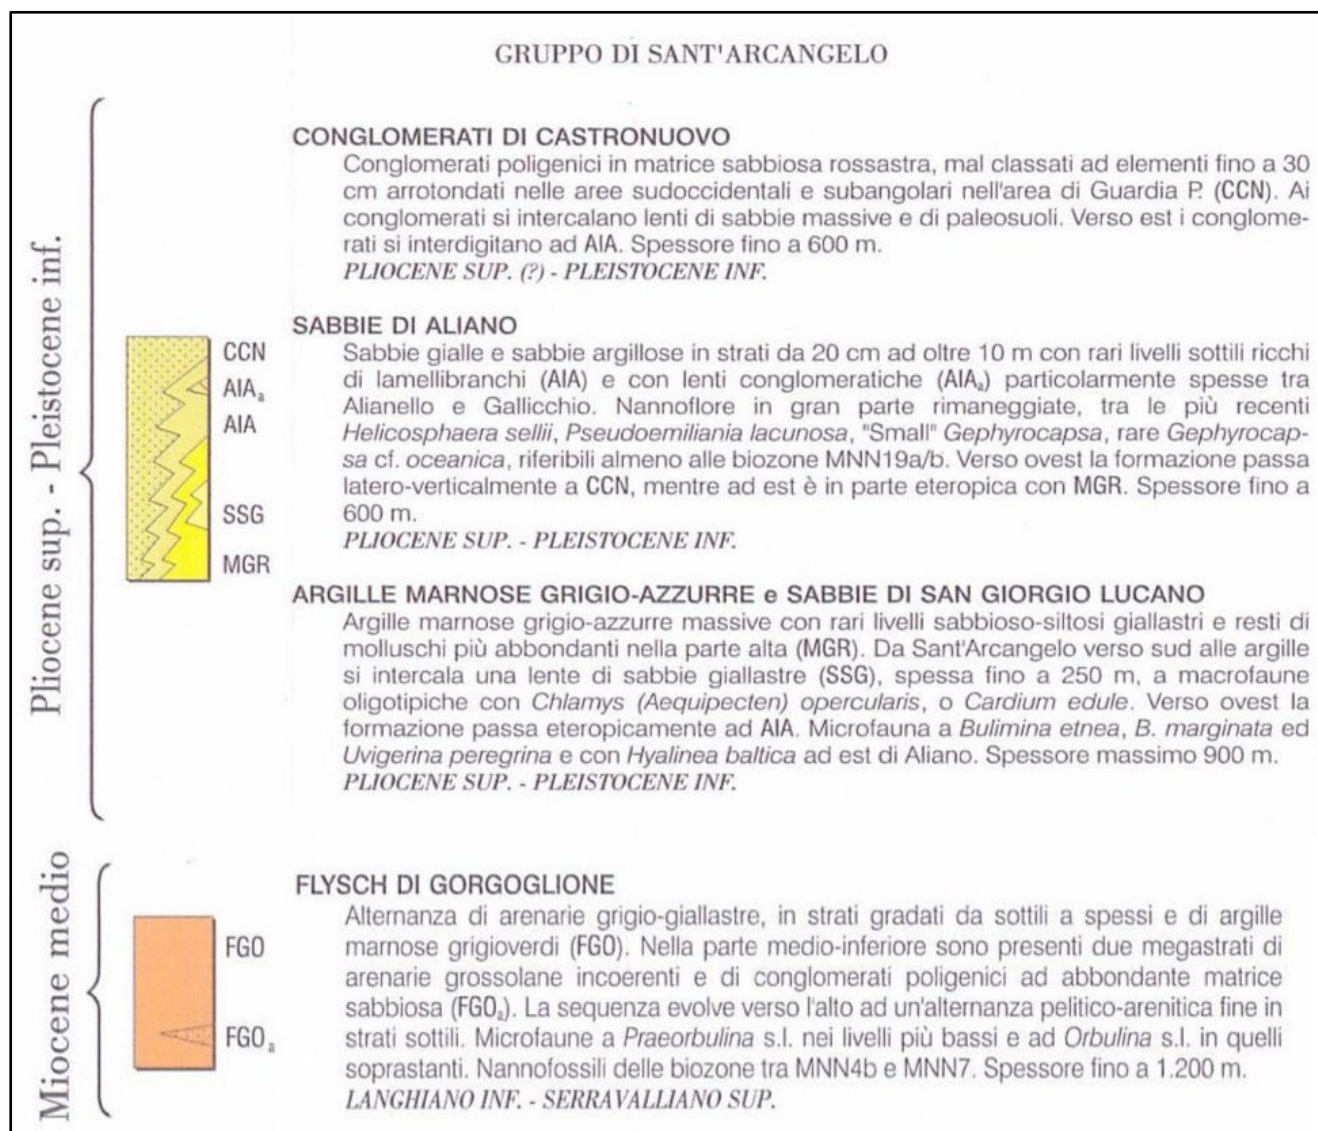 GRUPPO DI SANT'ARCANGELO
Pliocene sup. - Pleistocene inf.
CONGLOMERATI DI CASTRONUOVO
Conglomerati poligenici in matrice sabbiosa rossastra, mal classati ad elementi fino a 30
cm arrotondati nelle aree sudoccidentali e subangolari nell'area di Guardia P. (CCN). Ai
conglomerati si intercalano lenti di sabbie massive e di paleosuoli. Verso est i conglome-
rati si interdigitano ad AIA. Spessore fino a 600 m.
PLIOCENE SUP. (?) - PLEISTOCENE INF.
CCN
AIAa
AIA
SSG
MGR
SABBIE DI ALIANO
Sabbie gialle e sabbie argillose in strati da 20 cm ad oltre 10 m con rari livelli sottili ricchi
di lamellibranchi (AIA) e con lenti conglomeratiche (AIAa) particolarmente spesse tra
Alianello e Gallicchio. Nannoflore in gran parte rimaneggiate, tra le più recenti
Helicosphaera sellii, Pseudoemiliania lacunosa, "Small" Gephyrocapsa, rare Gephyrocap-
sa cf. oceanica, riferibili almeno alle biozone MNN19a/b. Verso ovest la formazione passa
latero-verticalmente a CCN, mentre ad est è in parte eteropica con MGR. Spessore fino a
600 m.
PLIOCENE SUP. - PLEISTOCENE INF.
ARGILLE MARNOSE GRIGIO-AZZURRE e SABBIE DI SAN GIORGIO LUCANO
Argille marnose grigio-azzurre massive con rari livelli sabbioso-siltosi giallastri e resti di
molluschi più abbondanti nella parte alta (MGR). Da Sant'Arcangelo verso sud alle argille
si intercala una lente di sabbie giallastre (SSG), spessa fino a 250 m, a macrofaune
oligotipiche con Chlamys (Aequipecten) opercularis, o Cardium edule. Verso ovest la
formazione passa eteropicamente ad AIA. Microfauna a Bulimina etnea, B. marginata ed
Uvigerina peregrina e con Hyalinea baltica ad est di Aliano. Spessore massimo 900 m.
PLIOCENE SUP. - PLEISTOCENE INF.
Miocene medio
FGO
FGOa
FLYSCH DI GORGOGLIONE
Alternanza di arenarie grigio-giallastre, in strati gradati da sottili a spessi e di argille
marnose grigioverdi (FGO). Nella parte medio-inferiore sono presenti due megastrati di
arenarie grossolane incoerenti e di conglomerati poligenici ad abbondante matrice
sabbiosa (FGOa). La sequenza evolve verso l'alto ad un'alternanza pelitico-arenitica fine in
strati sottili. Microfaune a Praeorbulina s.l. nei livelli più bassi e ad Orbulina s.l. in quelli
soprastanti. Nannofossili delle biozone tra MNN4b e MNN7. Spessore fino a 1.200 m.
LANGHIANO INF. - SERRAVALLIANO SUP.